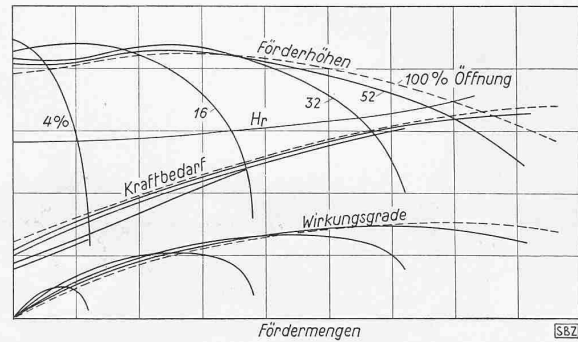 Förderhöhen
100% Öffnung
52
32
16
4%
Hr
Kraftbedarf
Wirkungsgrade
Fördermengen
SBZ